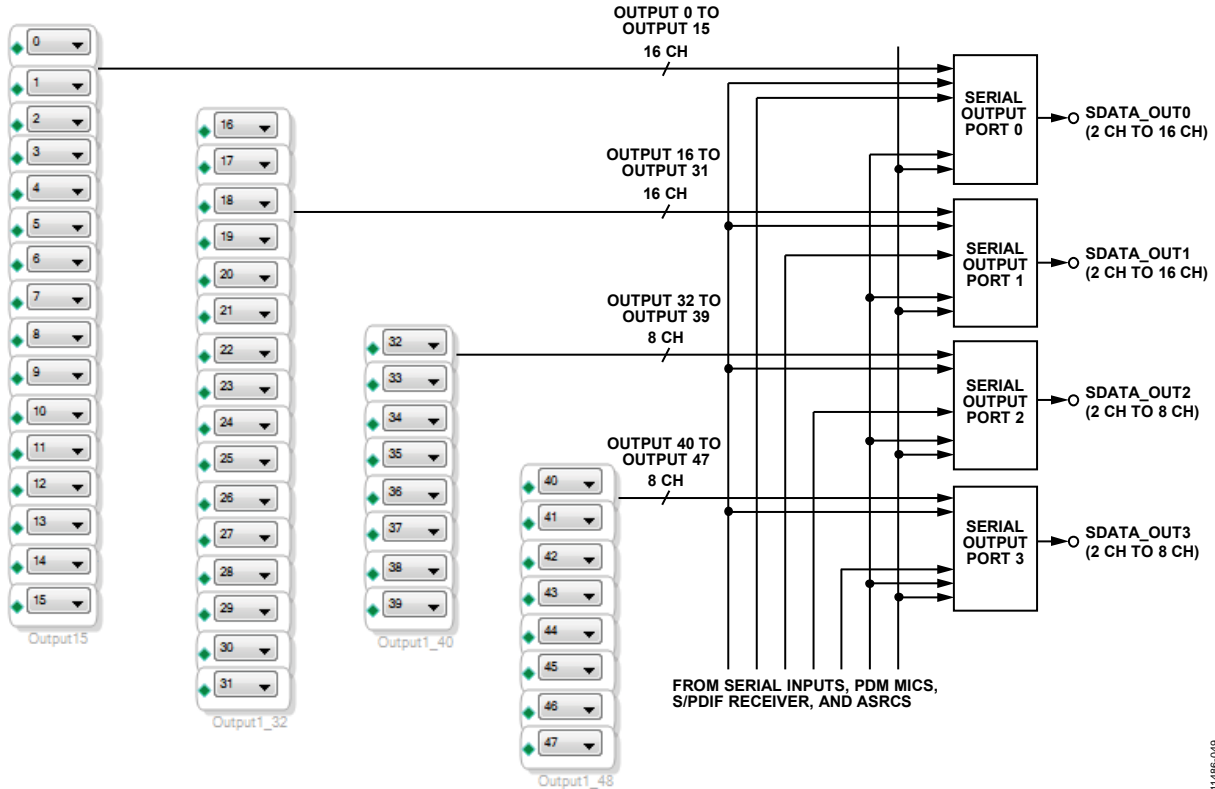 0
1
2
3
4
5
6
7
8
9
10
11
12
13
14
15
Output15
16
17
18
19
20
21
22
23
24
25
26
27
28
29
30
31
Output1_32
32
33
34
35
36
37
38
39
Output1_40
40
41
42
43
44
45
46
47
Output1_48
OUTPUT 0 TO
OUTPUT 15
16 CH
OUTPUT 16 TO
OUTPUT 31
16 CH
OUTPUT 32 TO
OUTPUT 39
8 CH
OUTPUT 40 TO
OUTPUT 47
8 CH
SERIAL
OUTPUT
PORT 0
SDATA_OUT0
(2 CH TO 16 CH)
SERIAL
OUTPUT
PORT 1
SDATA_OUT1
(2 CH TO 16 CH)
SERIAL
OUTPUT
PORT 2
SDATA_OUT2
(2 CH TO 8 CH)
SERIAL
OUTPUT
PORT 3
SDATA_OUT3
(2 CH TO 8 CH)
FROM SERIAL INPUTS, PDM MICS,
S/PDIF RECEIVER, AND ASRCS
11486-049